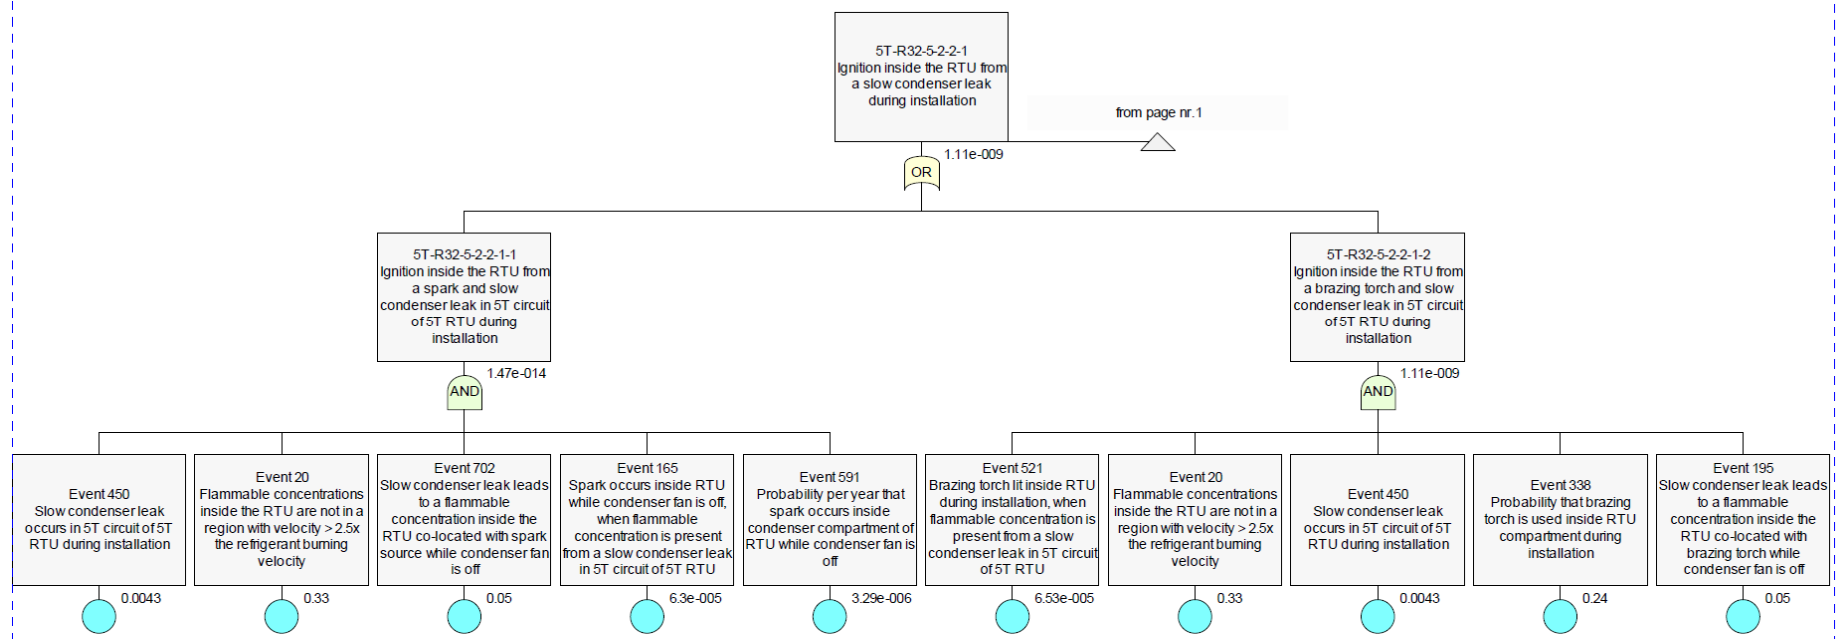 5T-R32-5-2-2-1
Ignition inside the RTU from
a slow condenser leak
during installation
from page nr.1
1.11e-009
OR
5T-R32-5-2-2-1-1
Ignition inside the RTU from
a spark and slow
condenser leak in 5T circuit
of 5T RTU during
installation
1.47e-014
AND
5T-R32-5-2-2-1-2
Ignition inside the RTU from
a brazing torch and slow
condenser leak in 5T circuit
of 5T RTU during
installation
1.11e-009
AND
Event 450
Slow condenser leak
occurs in 5T circuit of 5T
RTU during installation
0.0043
Event 20
Flammable concentrations
inside the RTU are not in a
region with velocity > 2.5x
the refrigerant burning
velocity
0.33
Event 702
Slow condenser leak leads
to a flammable
concentration inside the
RTU co-located with spark
source while condenser fan
is off
0.05
Event 165
Spark occurs inside RTU
while condenser fan is off,
when flammable
concentration is present
from a slow condenser leak
in 5T circuit of 5T RTU
6.3e-005
Event 591
Probability per year that
spark occurs inside
condenser compartment of
RTU while condenser fan is
off
3.29e-006
Event 521
Brazing torch lit inside RTU
during installation, when
flammable concentration is
present from a slow
condenser leak in 5T circuit
of 5T RTU
6.53e-005
Event 20
Flammable concentrations
inside the RTU are not in a
region with velocity > 2.5x
the refrigerant burning
velocity
0.33
Event 450
Slow condenser leak
occurs in 5T circuit of 5T
RTU during installation
0.0043
Event 338
Probability that brazing
torch is used inside RTU
compartment during
installation
0.24
Event 195
Slow condenser leak leads
to a flammable
concentration inside the
RTU co-located with
brazing torch while
condenser fan is off
0.05